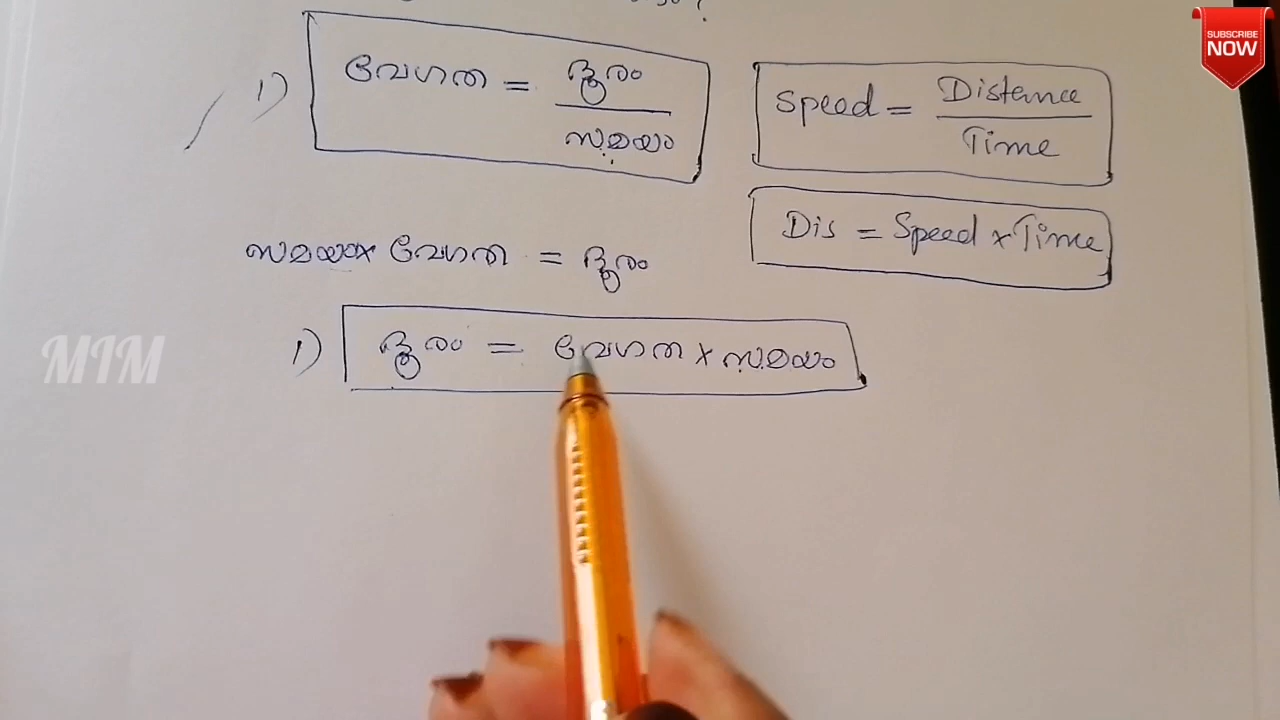 SUBSCRIBE
NOW
1) വേഗത = ദൂരം / സമയം
Speed = Distance / Time
Dis = Speed × Time
സമയം × വേഗത = ദൂരം
1) ദൂരം = വേഗത × സമയം
MIM